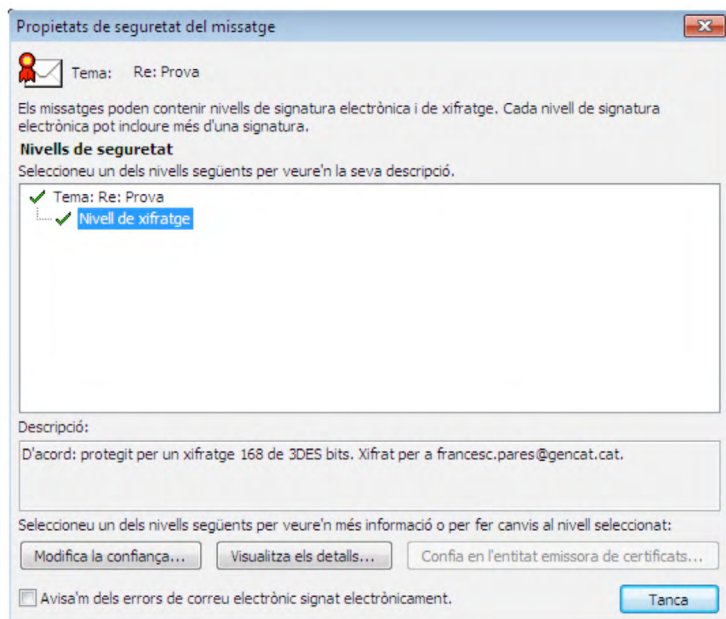 Propietats de seguretat del missatge
Tema: Re: Prova
Els missatges poden contenir nivells de signatura electrònica i de xifratge. Cada nivell de signatura
electrònica pot incloure més d'una signatura.
Nivells de seguretat
Seleccioneu un dels nivells següents per veure'n la seva descripció.
Tema: Re: Prova
Nivell de xifratge
Descripció:
D'acord: protegit per un xifratge 168 de 3DES bits. Xifrat per a francesc.pares@gencat.cat.
Seleccioneu un dels nivells següents per veure'n més informació o per fer canvis al nivell seleccionat:
Modifica la confiança... Visualitza els detalls... Confia en l'entitat emissora de certificats...
Avisa'm dels errors de correu electrònic signat electrònicament. Tanca